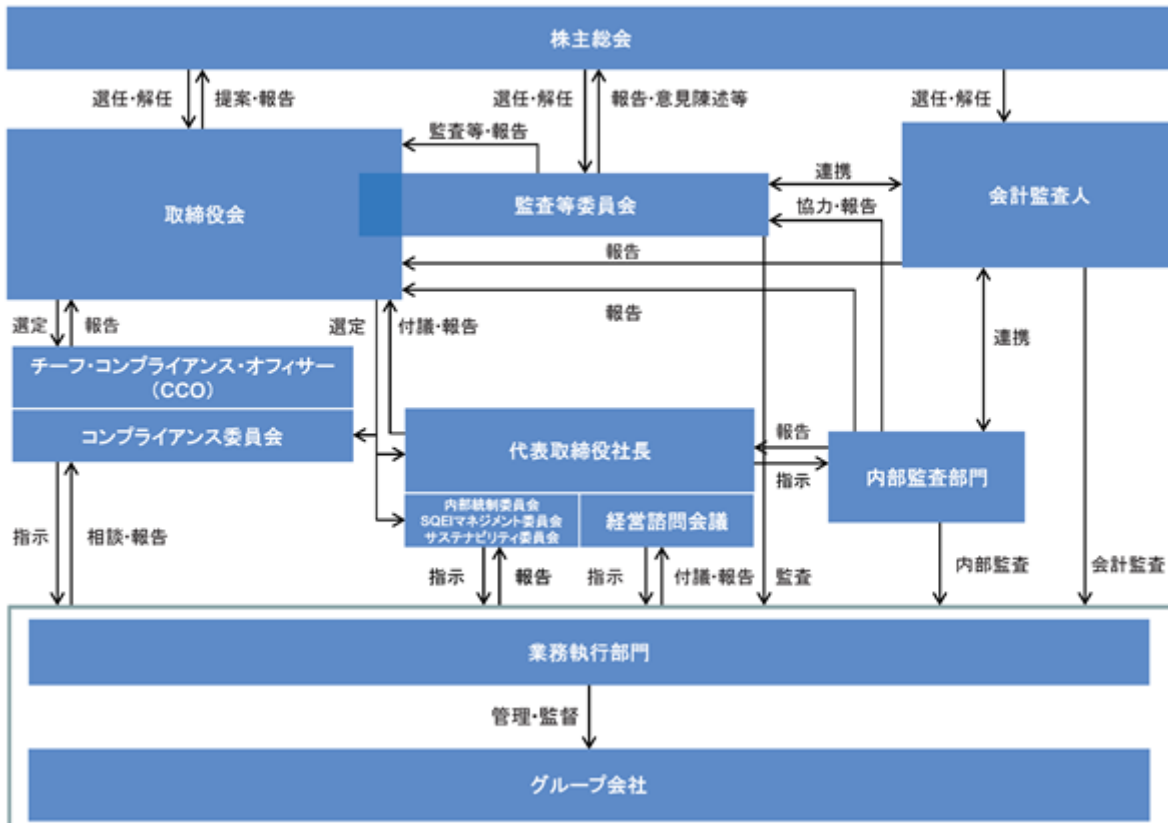 株主総会
選任・解任
提案・報告
選任・解任
報告・意見陳述等
選任・解任
監査等・報告
取締役会
監査等委員会
連携
協力・報告
会計監査人
報告
報告
選定
報告
選定
付議・報告
連携
チーフ・コンプライアンス・オフィサー
（CCO）
コンプライアンス委員会
代表取締役社長
報告
指示
内部監査部門
内部統制委員会
SQEIマネジメント委員会
サステナビリティ委員会
経営諮問会議
指示
相談・報告
指示
報告
指示
付議・報告
監査
内部監査
会計監査
業務執行部門
管理・監督
グループ会社